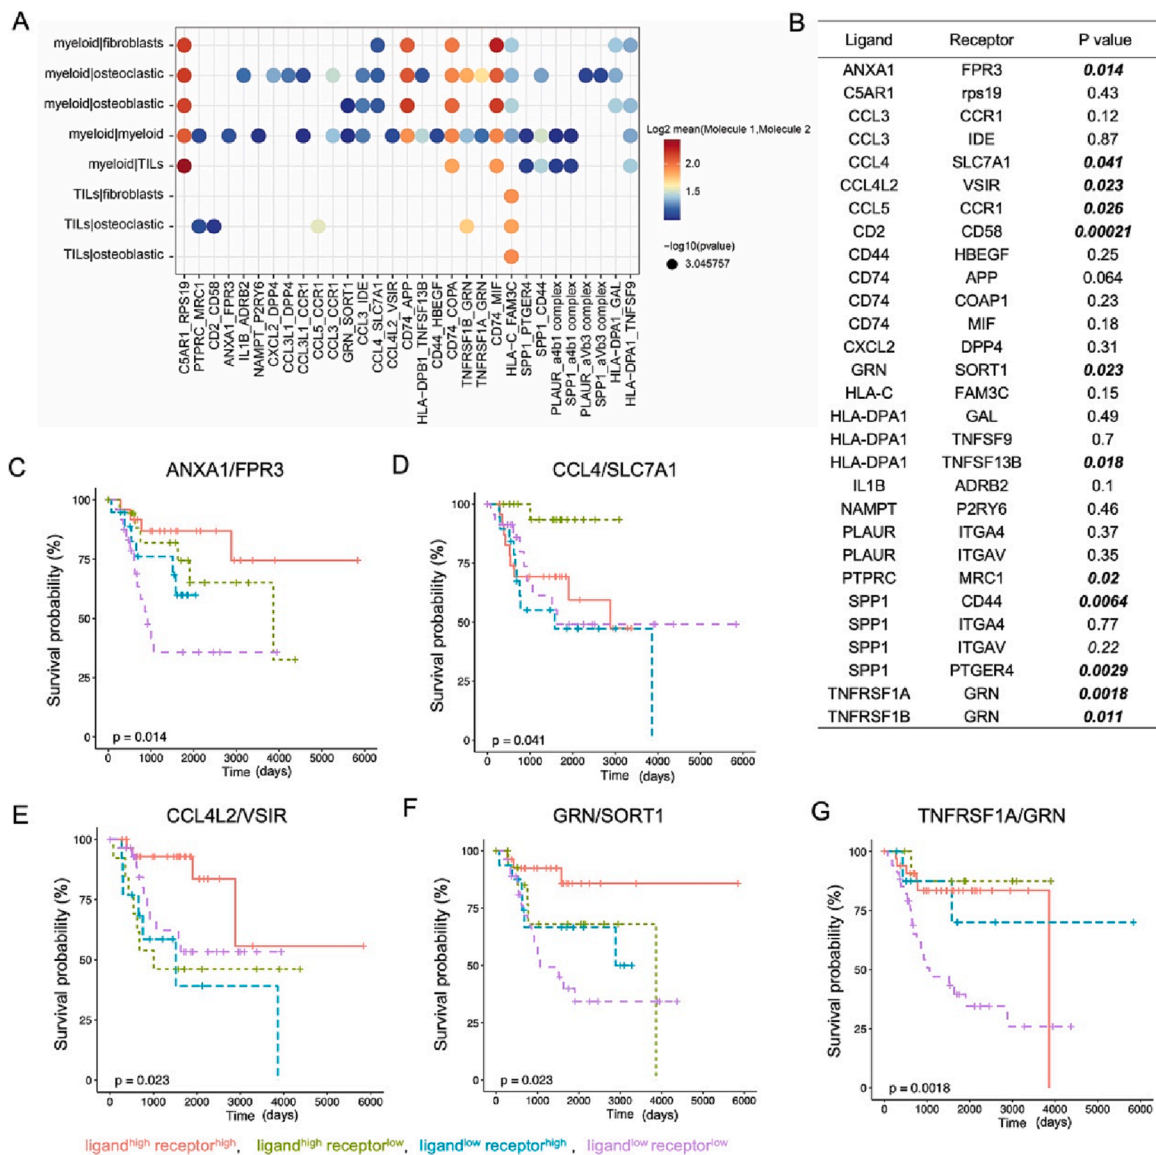 A
myeloid|fibroblasts
myeloid|osteoclastic
myeloid|osteoblastic
myeloid|myeloid
myeloid|TILs
TILs|fibroblasts
TILs|osteoclastic
TILs|osteoblastic
C5AR1_RPS19
PTPRC_MRC1
CD2_CD58
ANXA1_FPR3
IL1B_ADRB2
NAMPT_P2RY6
CXCL2_DPP4
CCL3L1_DPP4
CCL3L1_CCR1
CCL5_CCR1
CCL3_CCR1
GRN_SORT1
CCL3_IDE
CCL4_SLC7A1
CCL4L2_VSIR
CD74_APP
HLA-DPB1_TNFSF13B
CD44_HBEGF
CD74_COPA
TNFRSF1B_GRN
TNFRSF1A_GRN
CD74_MIF
HLA-C_FAM3C
SPP1_PTGER4
SPP1_CD44
PLAUR_a4b1 complex
SPP1_a4b1 complex
PLAUR_aVb3 complex
SPP1_aVb3 complex
HLA-DPA1_GAL
HLA-DPA1_TNFSF9
Log2 mean(Molecule 1,Molecule 2
2.0
1.5
−log10(pvalue)
3.045757
B
Ligand Receptor P value
ANXA1 FPR3 0.014
C5AR1 rps19 0.43
CCL3 CCR1 0.12
CCL3 IDE 0.87
CCL4 SLC7A1 0.041
CCL4L2 VSIR 0.023
CCL5 CCR1 0.026
CD2 CD58 0.00021
CD44 HBEGF 0.25
CD74 APP 0.064
CD74 COAP1 0.23
CD74 MIF 0.18
CXCL2 DPP4 0.31
GRN SORT1 0.023
HLA-C FAM3C 0.15
HLA-DPA1 GAL 0.49
HLA-DPA1 TNFSF9 0.7
HLA-DPA1 TNFSF13B 0.018
IL1B ADRB2 0.1
NAMPT P2RY6 0.46
PLAUR ITGA4 0.37
PLAUR ITGAV 0.35
PTPRC MRC1 0.02
SPP1 CD44 0.0064
SPP1 ITGA4 0.77
SPP1 ITGAV 0.22
SPP1 PTGER4 0.0029
TNFRSF1A GRN 0.0018
TNFRSF1B GRN 0.011
C
ANXA1/FPR3
Survival probability (%)
100
75
50
25
0
p = 0.014
0 1000 2000 3000 4000 5000 6000
Time (days)
D
CCL4/SLC7A1
Survival probability (%)
100
75
50
25
0
p = 0.041
0 1000 2000 3000 4000 5000 6000
Time (days)
E
CCL4L2/VSIR
Survival probability (%)
100
75
50
25
0
p = 0.023
0 1000 2000 3000 4000 5000 6000
Time (days)
F
GRN/SORT1
Survival probability (%)
100
75
50
25
0
p = 0.023
0 1000 2000 3000 4000 5000 6000
Time (days)
G
TNFRSF1A/GRN
Survival probability (%)
100
75
50
25
0
p = 0.0018
0 1000 2000 3000 4000 5000 6000
Time (days)
ligandhigh receptorhigh, ligandhigh receptorlow, ligandlow receptorhigh, ligandlow receptorlow